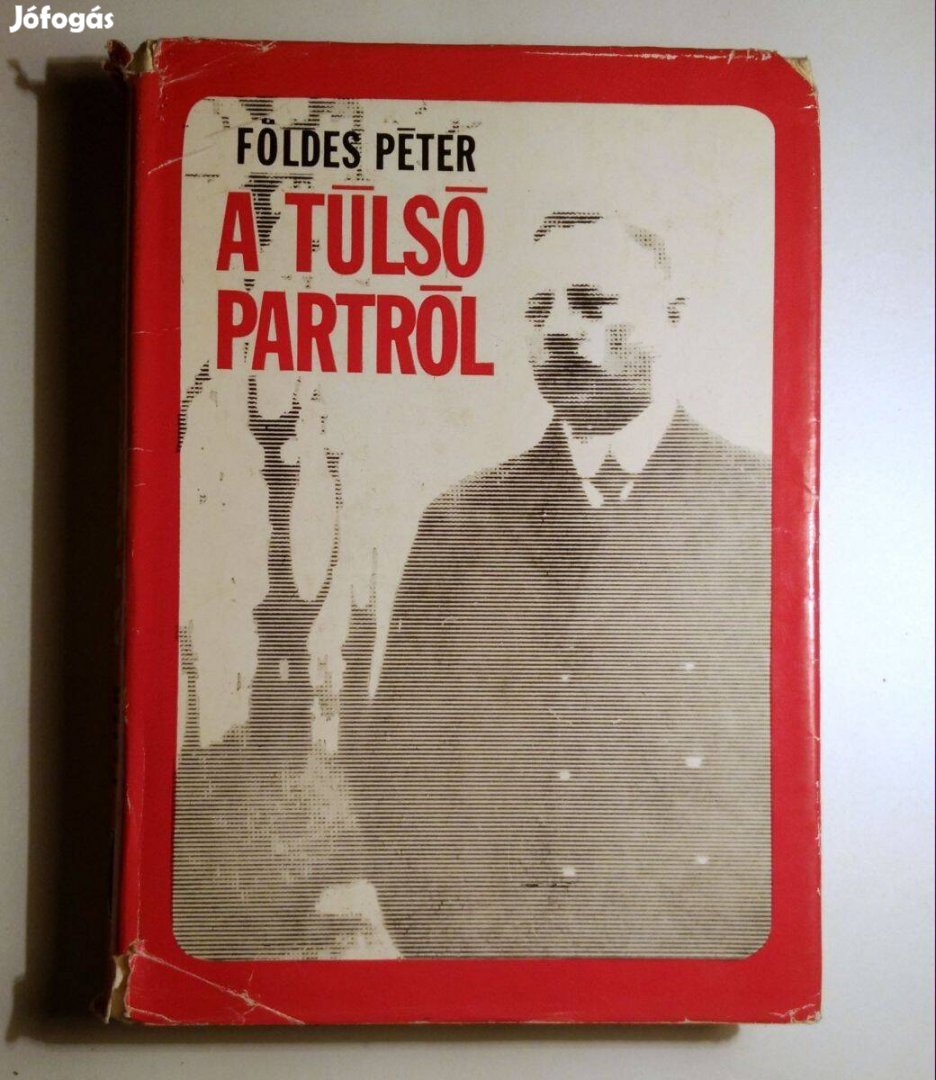 Jófogás
FÖLDES PÉTER
A TÚLSÓ
PARTRÓL